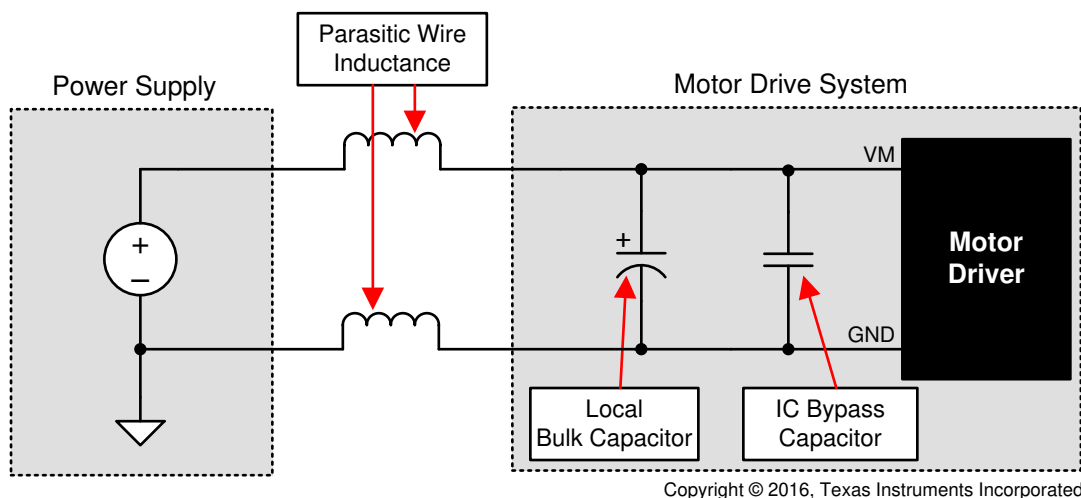 Parasitic Wire
Inductance
Power Supply
Motor Drive System
VM
+
+
–
Motor
Driver
GND
Local
Bulk Capacitor
IC Bypass
Capacitor
Copyright © 2016, Texas Instruments Incorporated